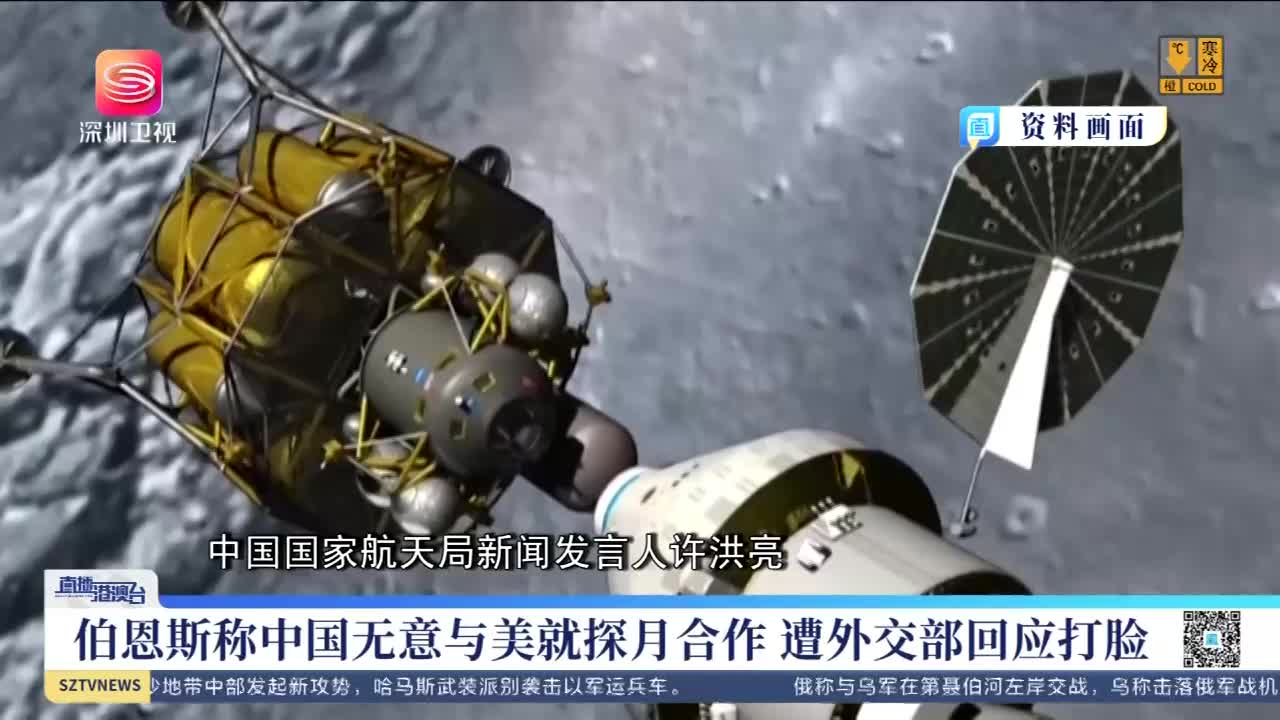 深圳卫视
℃
寒冷
橙
COLD
直
资料画面
中国国家航天局新闻发言人许洪亮
直播港澳台
伯恩斯称中国无意与美就探月合作 遭外交部回应打脸
SZTVNEWS
地带中部发起新攻势，哈马斯武装派别袭击以军运兵车。 俄称与乌军在第聂伯河左岸交战，乌称击落俄军战机